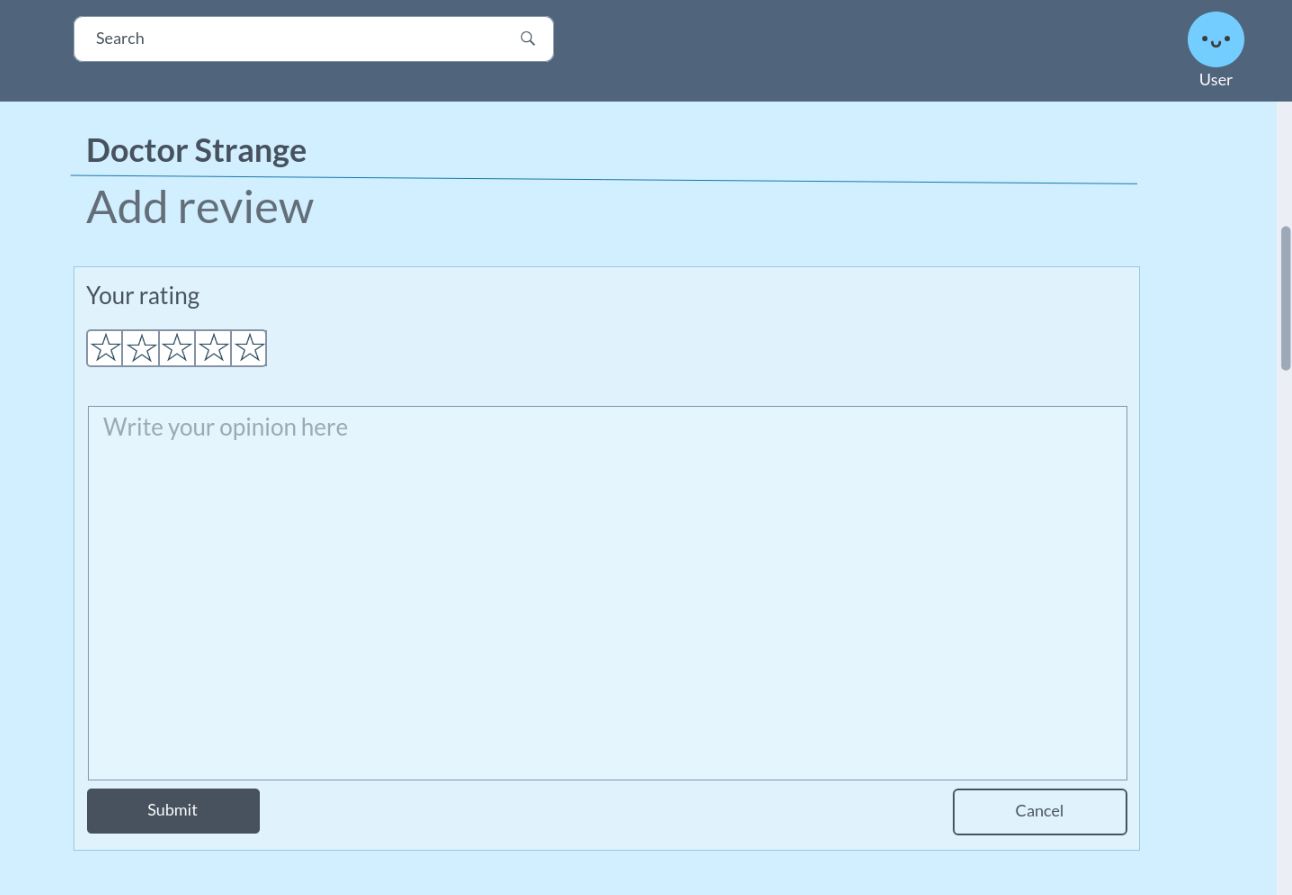 Search
User
Doctor Strange
Add review
Your rating
Write your opinion here
Submit
Cancel